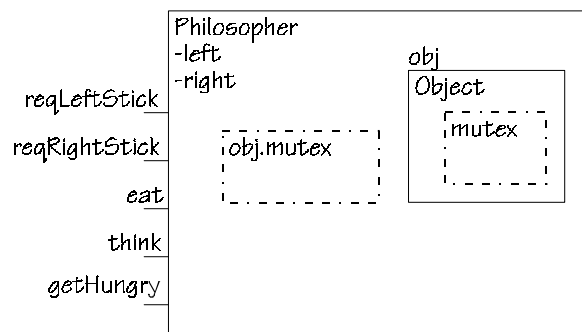 Philosopher
-left
-right
obj
Object
mutex
obj.mutex
reqLeftStick
reqRightStick
eat
think
getHungry